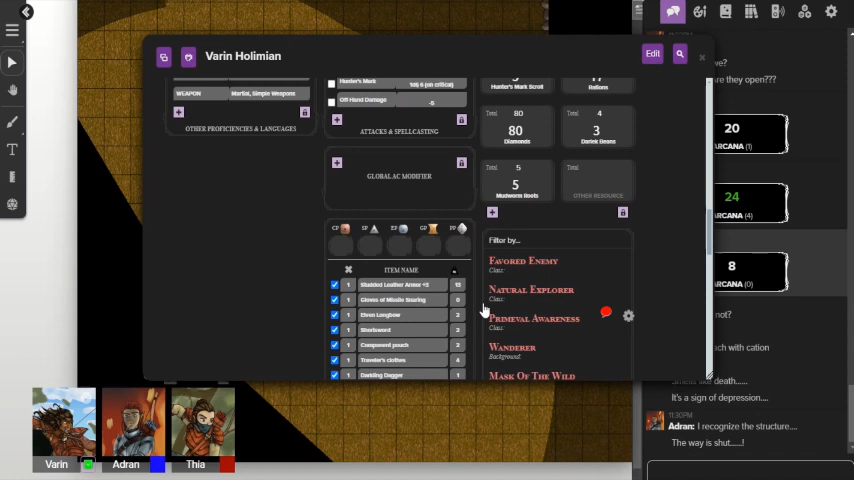 Varin Holimian
Edit
WEAPON
Martial, Simple Weapons
OTHER PROFICIENCIES & LANGUAGES
Hunter's Mark
Off Hand Damage
-5
ATTACKS & SPELLCASTING
GLOBAL AC MODIFIER
CP
SP
EP
GP
PP
ITEM NAME
1 Studded Leather Armor +3 13
1 Gloves of Missile Snaring 0
1 Elven Longbow 2
1 Shortsword 2
1 Component pouch 2
1 Traveler's clothes 4
1 Darkling Dagger 1
Hunter's Mark Scroll
Rations
Total 80
80
Diamonds
Total 4
3
Total 5
5
Mudworm Roots
Total
OTHER RESOURCE
Filter by...
FAVORED ENEMY
Class:
NATURAL EXPLORER
Class:
PRIMEVAL AWARENESS
Class:
WANDERER
Background:
MASK OF THE WILD
ve?
are they open???
20
ARCANA (1)
24
ARCANA (4)
8
ARCANA (0)
not?
ach with cation
Smells like death......
It's a sign of depression....
11:30PM
Adran: I recognize the structure....
The way is shut......!
Varin
Adran
Thia